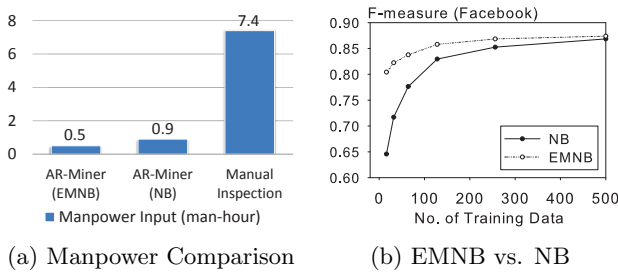 8
6
4
2
0
0.5
0.9
7.4
AR-Miner
(EMNB)
AR-Miner
(NB)
Manual
Inspection
Manpower Input (man-hour)
(a) Manpower Comparison
F-measure (Facebook)
0.90
0.85
0.80
0.75
0.70
0.65
0.60
NB
EMNB
0 100 200 300 400 500
No. of Training Data
(b) EMNB vs. NB